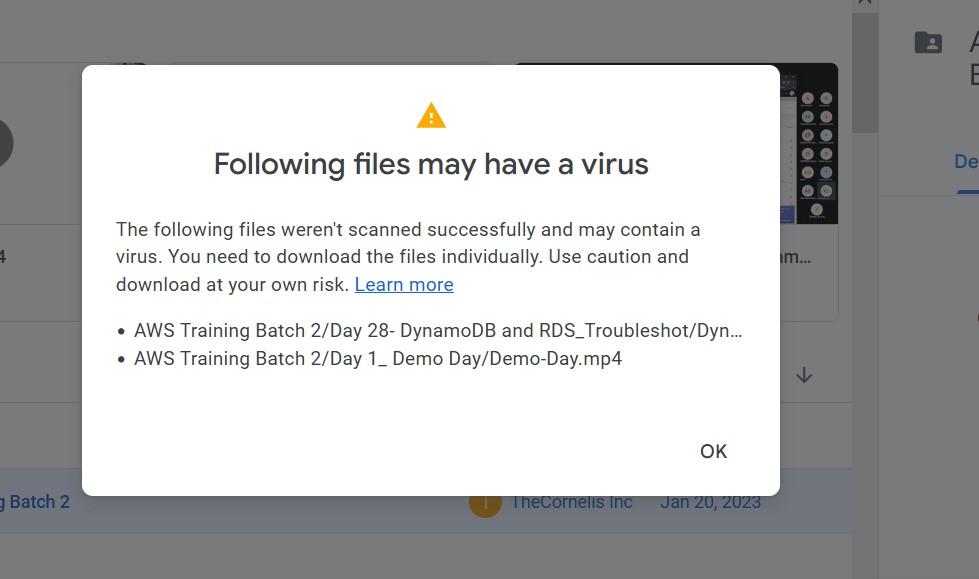 Following files may have a virus
The following files weren't scanned successfully and may contain a
virus. You need to download the files individually. Use caution and
download at your own risk. Learn more
• AWS Training Batch 2/Day 28- DynamoDB and RDS_Troubleshot/Dyn...
• AWS Training Batch 2/Day 1_ Demo Day/Demo-Day.mp4
OK
4
am...
De
g Batch 2
TheCornelis Inc
Jan 20, 2023